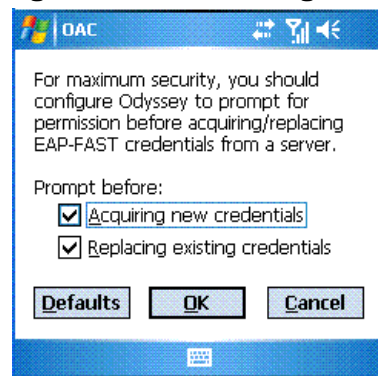 OAC
For maximum security, you should
configure Odyssey to prompt for
permission before acquiring/replacing
EAP-FAST credentials from a server.
Prompt before:
Acquiring new credentials
Replacing existing credentials
Defaults OK Cancel